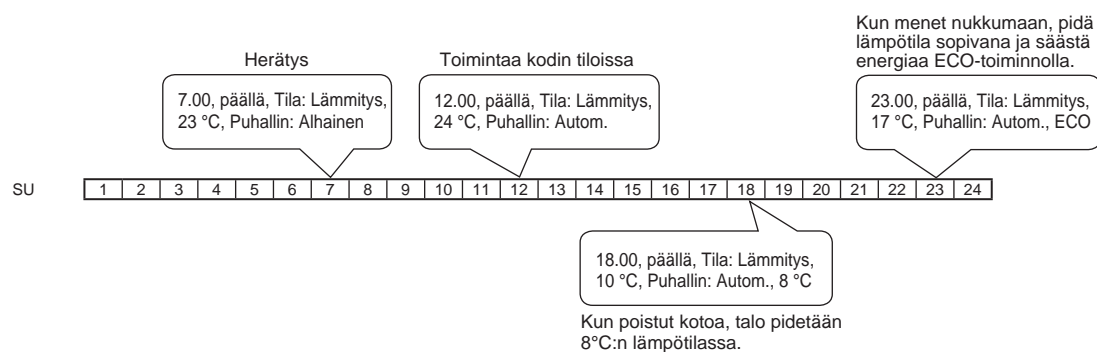 Kun menet nukkumaan, pidä
lämpötila sopivana ja säästä
energiaa ECO-toiminnolla.
Herätys
Toimintaa kodin tiloissa
7.00, päällä, Tila: Lämmitys,
23 °C, Puhallin: Alhainen
12.00, päällä, Tila: Lämmitys,
24 °C, Puhallin: Autom.
23.00, päällä, Tila: Lämmitys,
17 °C, Puhallin: Autom., ECO
SU 1 2 3 4 5 6 7 8 9 10 11 12 13 14 15 16 17 18 19 20 21 22 23 24
18.00, päällä, Tila: Lämmitys,
10 °C, Puhallin: Autom., 8 °C
Kun poistut kotoa, talo pidetään
8°C:n lämpötilassa.